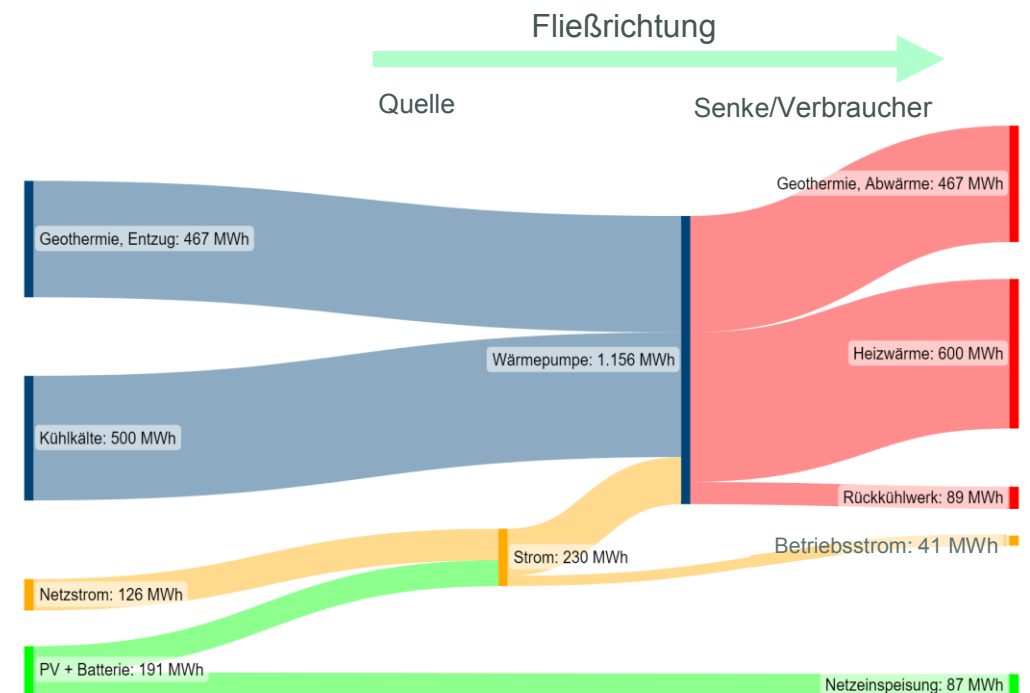 Fließrichtung
Quelle
Senke/Verbraucher
Geothermie, Abwärme: 467 MWh
Geothermie, Entzug: 467 MWh
Heizwärme: 600 MWh
Wärmepumpe: 1.156 MWh
Kühlkälte: 500 MWh
Rückkühlwerk: 89 MWh
Betriebsstrom: 41 MWh
Strom: 230 MWh
Netzstrom: 126 MWh
PV + Batterie: 191 MWh
Netzeinspeisung: 87 MWh